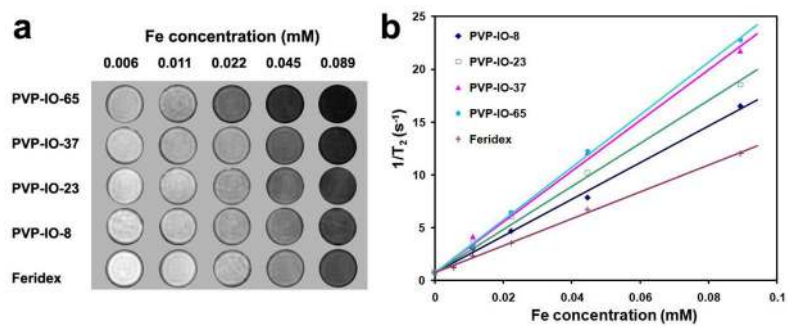 a
Fe concentration (mM)
0.006 0.011 0.022 0.045 0.089
PVP-IO-65
PVP-IO-37
PVP-IO-23
PVP-IO-8
Feridex
b
25
20
15
10
5
0
1/T₂ (s⁻¹)
PVP-IO-8
PVP-IO-23
PVP-IO-37
PVP-IO-65
Feridex
0 0.02 0.04 0.06 0.08 0.1
Fe concentration (mM)